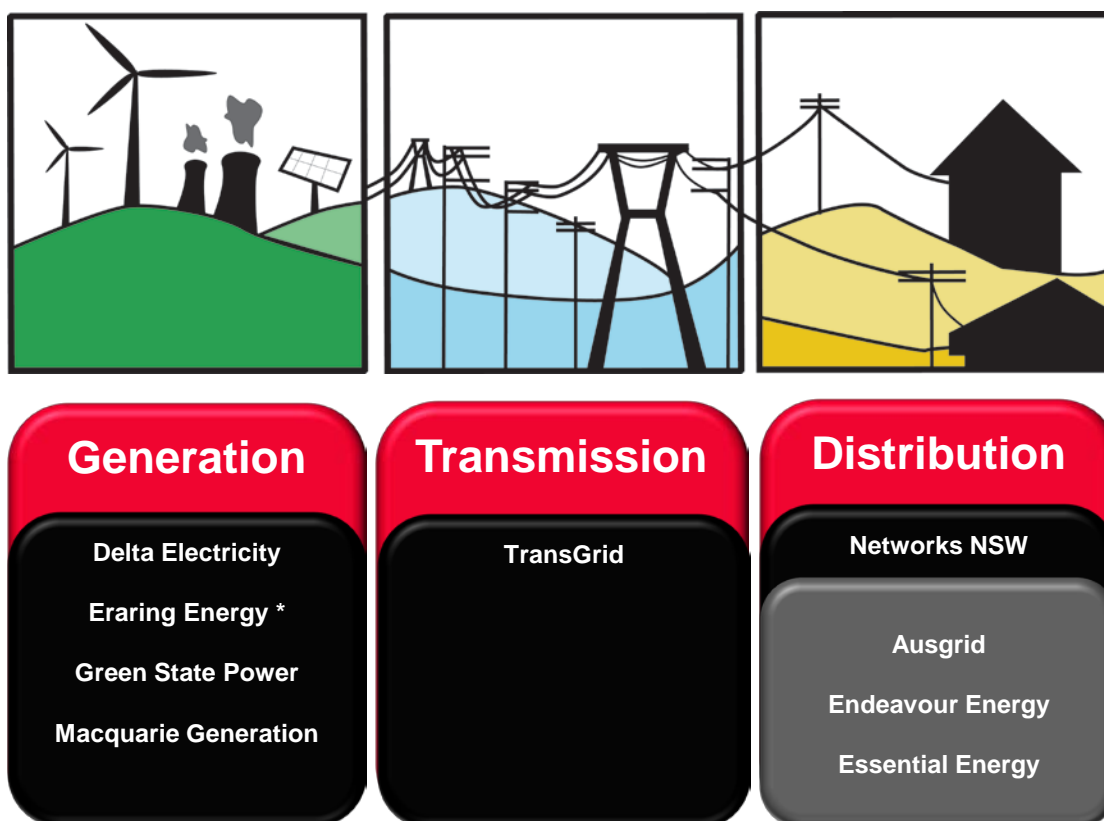 Generation
Delta Electricity
Eraring Energy *
Green State Power
Macquarie Generation
Transmission
TransGrid
Distribution
Networks NSW
Ausgrid
Endeavour Energy
Essential Energy